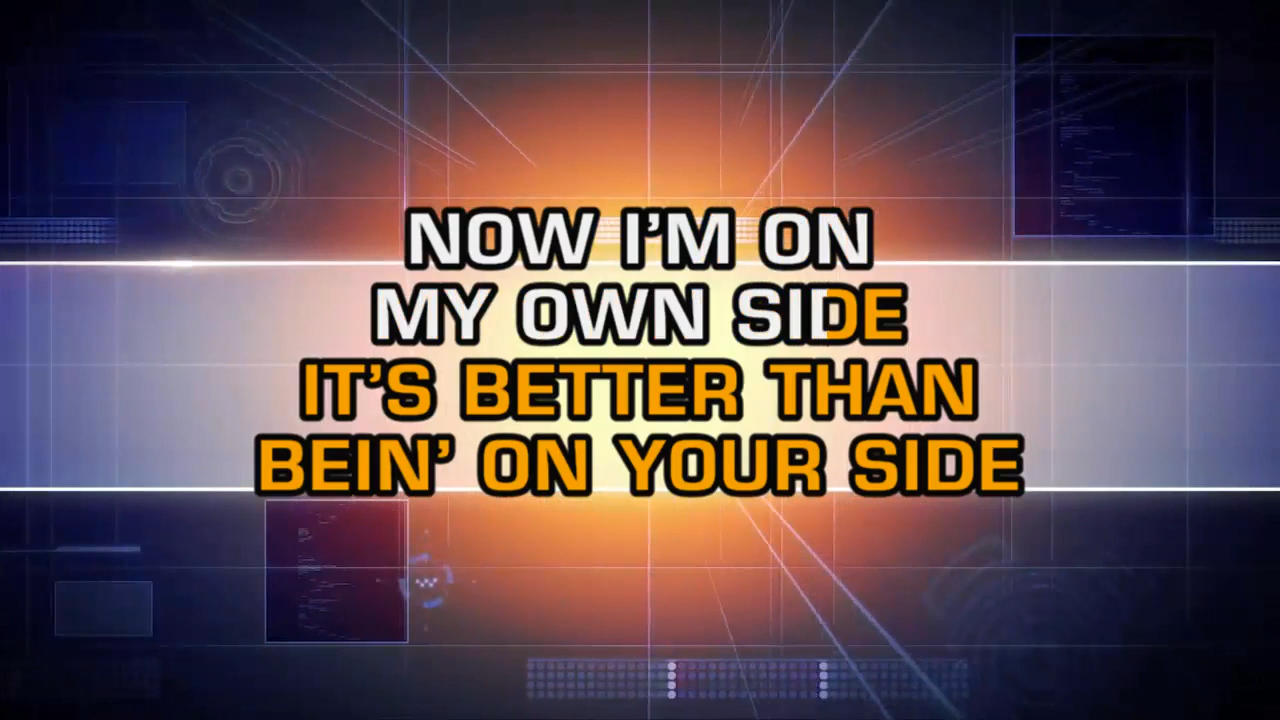 NOW I'M ON
MY OWN SIDE
IT'S BETTER THAN
BEIN' ON YOUR SIDE